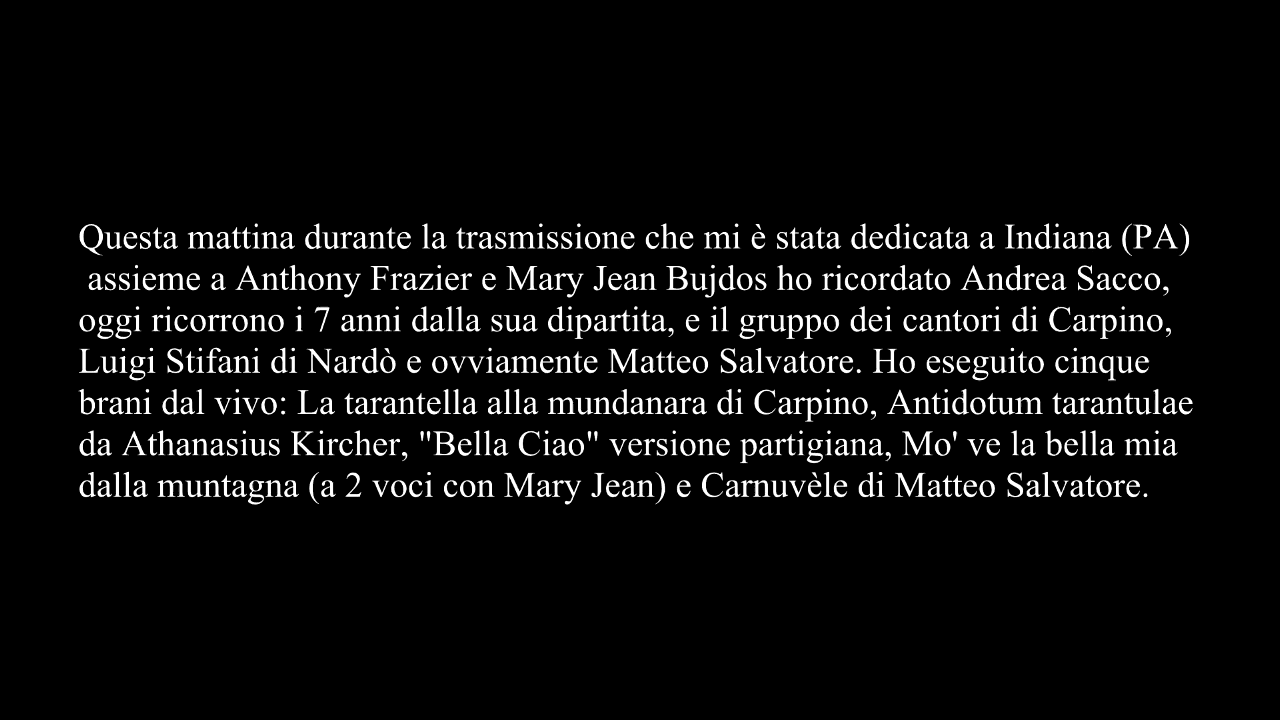 Questa mattina durante la trasmissione che mi è stata dedicata a Indiana (PA)
assieme a Anthony Frazier e Mary Jean Bujdos ho ricordato Andrea Sacco,
oggi ricorrono i 7 anni dalla sua dipartita, e il gruppo dei cantori di Carpino,
Luigi Stifani di Nardò e ovviamente Matteo Salvatore. Ho eseguito cinque
brani dal vivo: La tarantella alla mundanara di Carpino, Antidotum tarantulae
da Athanasius Kircher, "Bella Ciao" versione partigiana, Mo' ve la bella mia
dalla muntagna (a 2 voci con Mary Jean) e Carnuvèle di Matteo Salvatore.